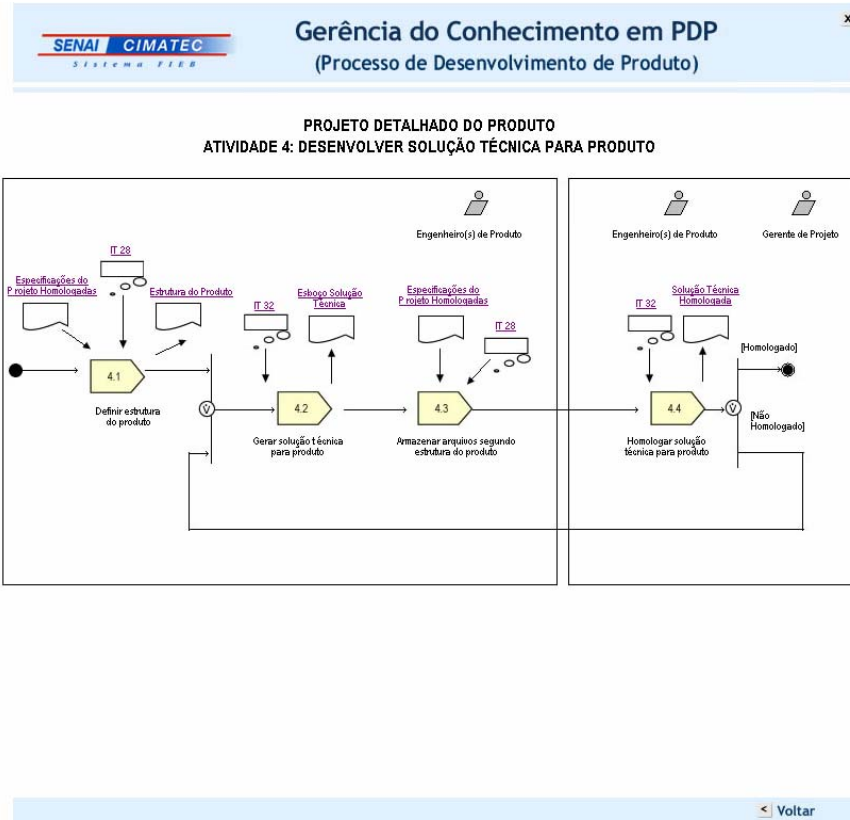 SENAI CIMATEC
Sistema FIEB
Gerência do Conhecimento em PDP
(Processo de Desenvolvimento de Produto)
x
PROJETO DETALHADO DO PRODUTO
ATIVIDADE 4: DESENVOLVER SOLUÇÃO TÉCNICA PARA PRODUTO
Engenheiro(s) de Produto
Engenheiro(s) de Produto
Gerente de Projeto
Especificações do
Projeto Homologadas
IT 28
Estrutura do Produto
IT 32
Esboço Solução
Técnica
Especificações do
Projeto Homologadas
IT 28
IT 32
Solução Técnica
Homologada
[Homologado]
4.1
Definir estrutura
do produto
V
4.2
Gerar solução técnica
para produto
4.3
Armazenar arquivos segundo
estrutura do produto
4.4
Homologar solução
técnica para produto
V
[Não
Homologado]
< Voltar